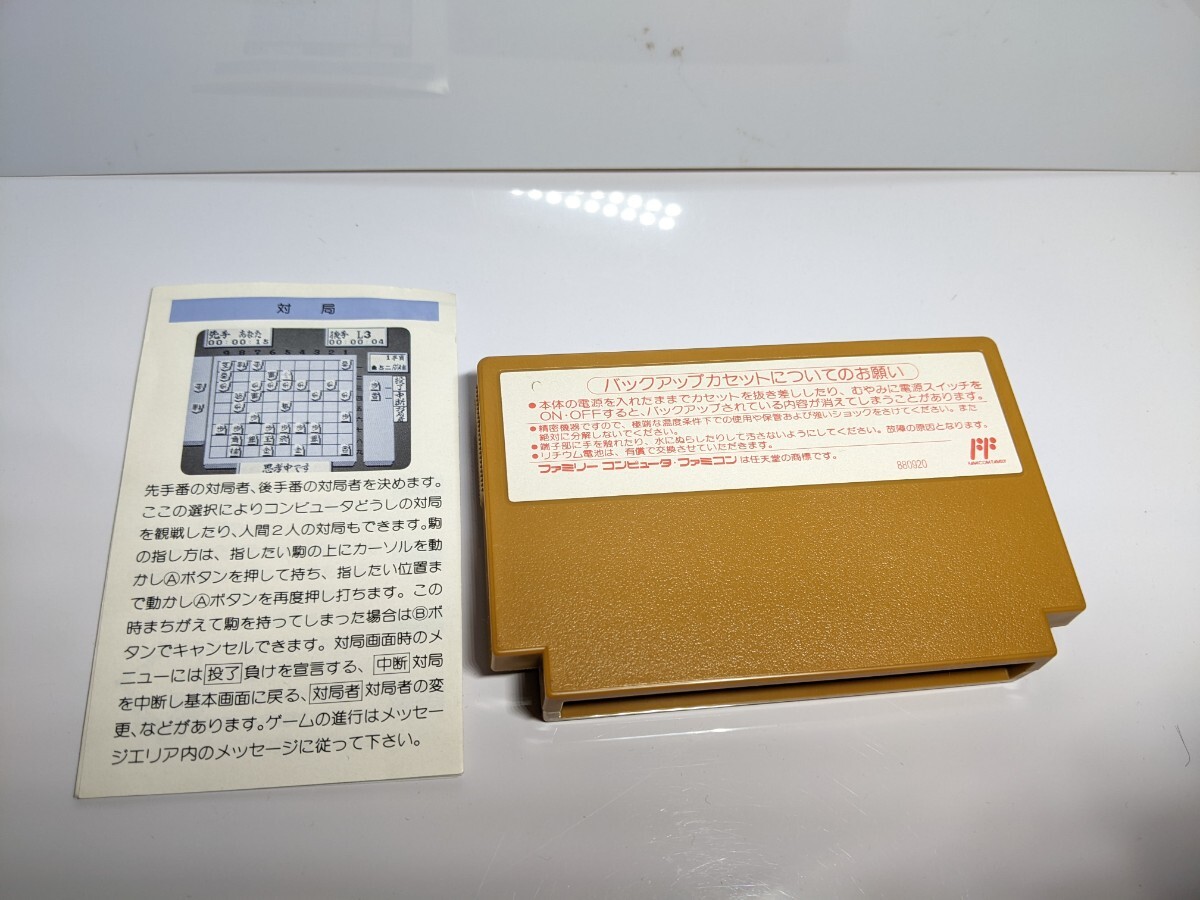 対 局
先手 あなた
00:00:15
後手 L3
00:00:04
9 8 7 6 5 4 3 2 1
思考中です
先手番の対局者、後手番の対局者を決めます。
ここの選択によりコンピュータどうしの対局
を観戦したり、人間2人の対局もできます。駒
の指し方は、指したい駒の上にカーソルを動
かしⒶボタンを押して持ち、指したい位置ま
で動かしⒶボタンを再度押し打ちます。この
時まちがえて駒を持ってしまった場合はⒷボ
タンでキャンセルできます。対局画面時のメ
ニューには投了負けを宣言する、中断対局
を中断し基本画面に戻る、対局者対局者の変
更、などがあります。ゲームの進行はメッセー
ジエリア内のメッセージに従って下さい。
バックアップカセットについてのお願い
●本体の電源を入れたままでカセットを抜き差ししたり、むやみに電源スイッチを
ON・OFFすると、バックアップされている内容が消えてしまうことがあります。
●精密機器ですので、極端な温度条件下での使用や保管および強いショックをさけてください。また
絶対に分解しないでください。
●端子部に手を触れたり、水にぬらしたりして汚さないようにしてください。故障の原因となります。
●リチウム電池は、有償で交換させていただきます。
ファミリーコンピュータ・ファミコンは任天堂の商標です。
880920